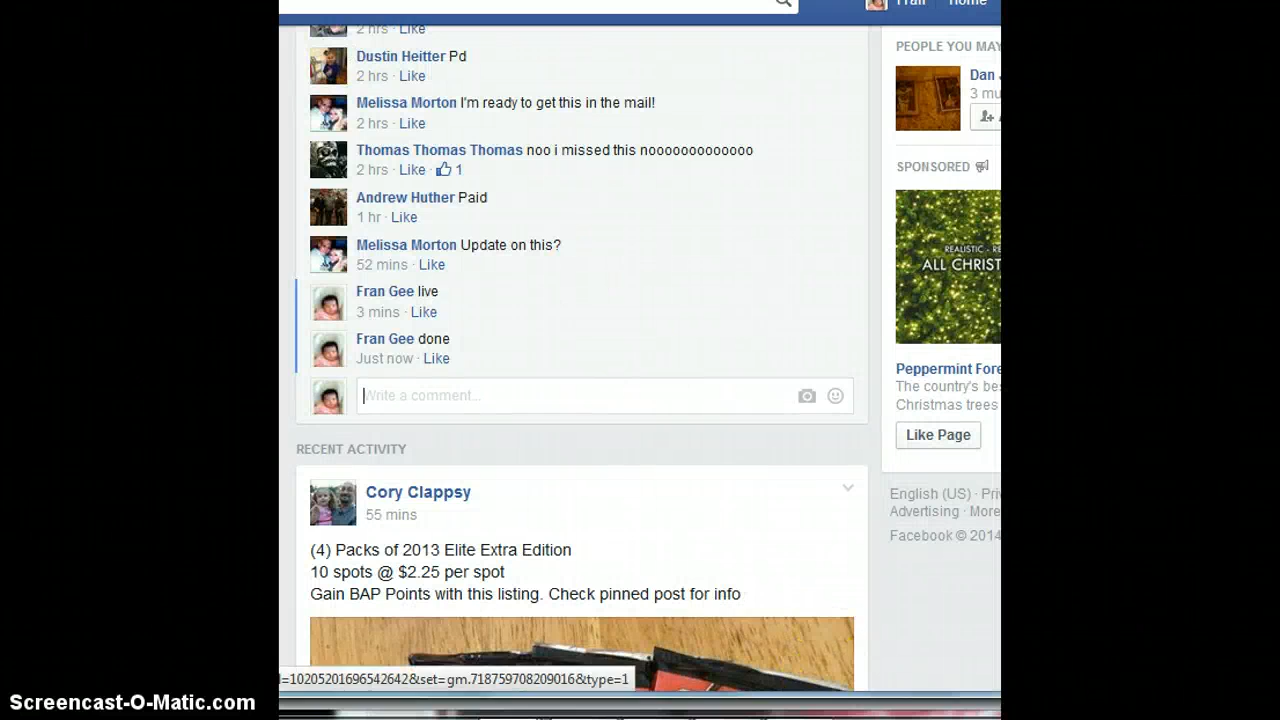 Fran
Home
2 hrs · Like
Dustin Heitter Pd
2 hrs · Like
Melissa Morton I'm ready to get this in the mail!
2 hrs · Like
Thomas Thomas Thomas noo i missed this nooooooooooooo
2 hrs · Like · 1
Andrew Huther Paid
1 hr · Like
Melissa Morton Update on this?
52 mins · Like
Fran Gee live
3 mins · Like
Fran Gee done
Just now · Like
Write a comment...
RECENT ACTIVITY
Cory Clappsy
55 mins
(4) Packs of 2013 Elite Extra Edition
10 spots @ $2.25 per spot
Gain BAP Points with this listing. Check pinned post for info
=10205201696542642&set=gm.718759708209016&type=1
PEOPLE YOU MAY
Dan
3 mu
SPONSORED
REALISTIC - RE
ALL CHRIST
Peppermint Fore
The country's bes
Christmas trees
Like Page
English (US) · Pri
Advertising · More
Facebook © 2014
Screencast-O-Matic.com